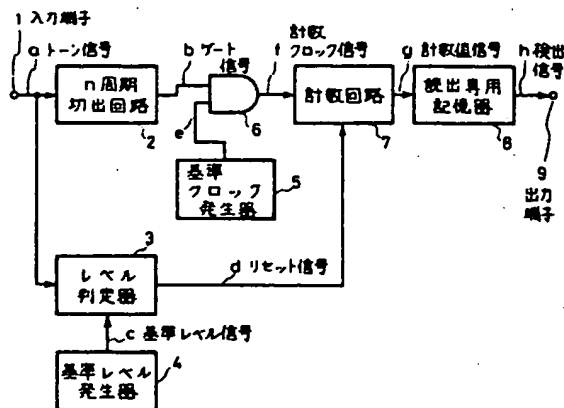 1 入力端子
a トーン信号
n周期
切出回路
2
b ゲート
信号
e
6
f 計数
クロック信号
計数回路
7
g 計数値信号
読出専用
記憶器
8
h 検出
信号
9
出力
端子
基準
クロック
発生器
5
3
レベル
判定器
d リセット信号
c 基準レベル信号
基準レベル
発生器
4